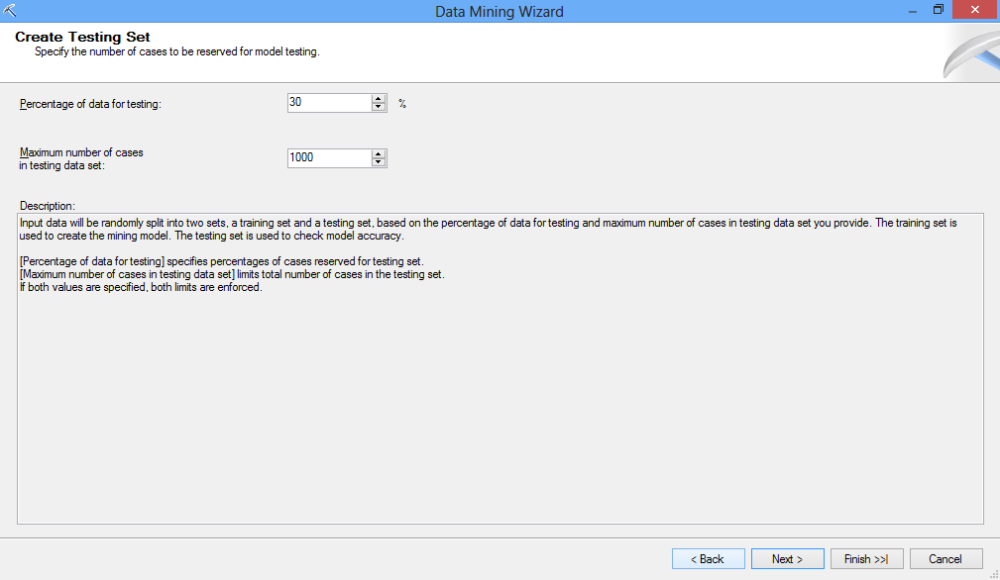 Data Mining Wizard
Create Testing Set
Specify the number of cases to be reserved for model testing.
Percentage of data for testing:
30
%
Maximum number of cases
in testing data set:
1000
Description:
Input data will be randomly split into two sets, a training set and a testing set, based on the percentage of data for testing and maximum number of cases in testing data set you provide. The training set is
used to create the mining model. The testing set is used to check model accuracy.
[Percentage of data for testing] specifies percentages of cases reserved for testing set.
[Maximum number of cases in testing data set] limits total number of cases in the testing set.
If both values are specified, both limits are enforced.
< Back
Next >
Finish >>|
Cancel